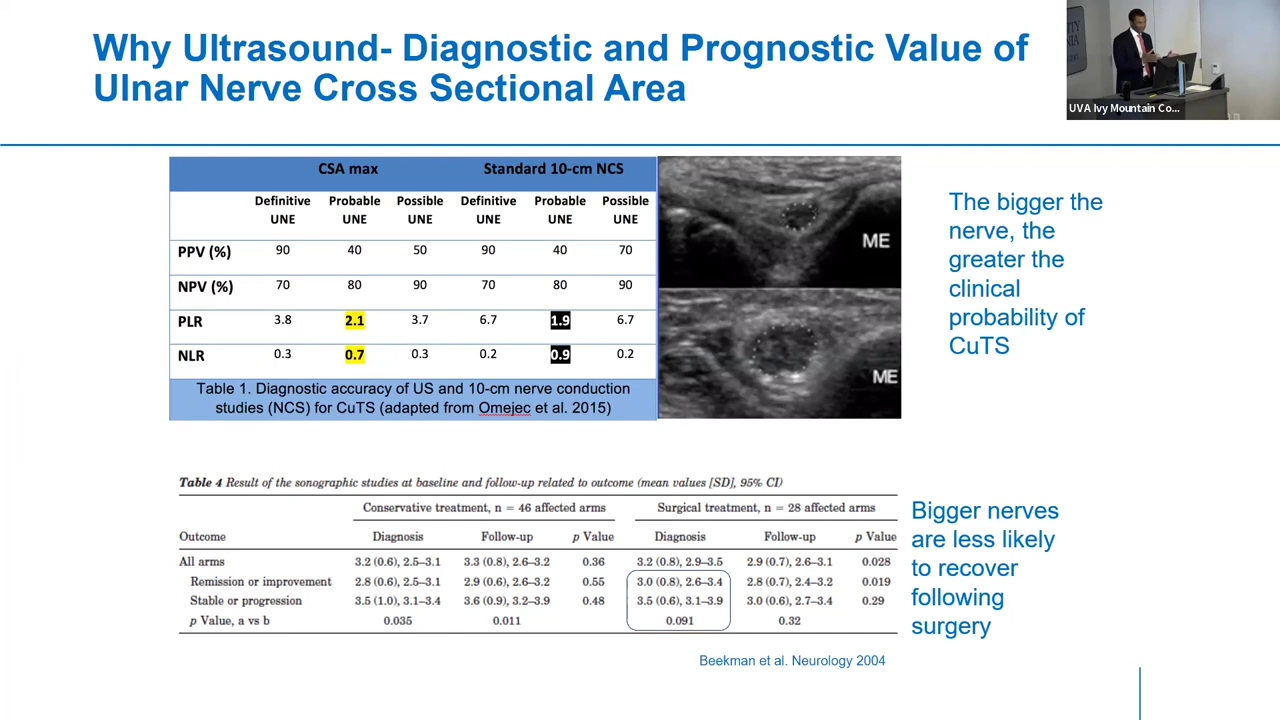 Why Ultrasound- Diagnostic and Prognostic Value of
Ulnar Nerve Cross Sectional Area
UVA Ivy Mountain Co...
CSA max Standard 10-cm NCS
Definitive UNE Probable UNE Possible UNE Definitive UNE Probable UNE Possible UNE
PPV (%) 90 40 50 90 40 70
NPV (%) 70 80 90 70 80 90
PLR 3.8 2.1 3.7 6.7 1.9 6.7
NLR 0.3 0.7 0.3 0.2 0.9 0.2
Table 1. Diagnostic accuracy of US and 10-cm nerve conduction
studies (NCS) for CuTS (adapted from Omejec et al. 2015)
ME
ME
The bigger the
nerve, the
greater the
clinical
probability of
CuTS
Table 4 Result of the sonographic studies at baseline and follow-up related to outcome (mean values [SD], 95% CI)
Conservative treatment, n = 46 affected arms Surgical treatment, n = 28 affected arms
Outcome Diagnosis Follow-up p Value Diagnosis Follow-up p Value
All arms 3.2 (0.6), 2.5–3.1 3.3 (0.8), 2.6–3.2 0.36 3.2 (0.8), 2.9–3.5 2.9 (0.7), 2.6–3.1 0.028
Remission or improvement 2.8 (0.6), 2.5–3.1 2.9 (0.6), 2.6–3.2 0.55 3.0 (0.8), 2.6–3.4 2.8 (0.7), 2.4–3.2 0.019
Stable or progression 3.5 (1.0), 3.1–3.4 3.6 (0.9), 3.2–3.9 0.48 3.5 (0.6), 3.1–3.9 3.0 (0.6), 2.7–3.4 0.29
p Value, a vs b 0.035 0.011 0.091 0.32
Bigger nerves
are less likely
to recover
following
surgery
Beekman et al. Neurology 2004